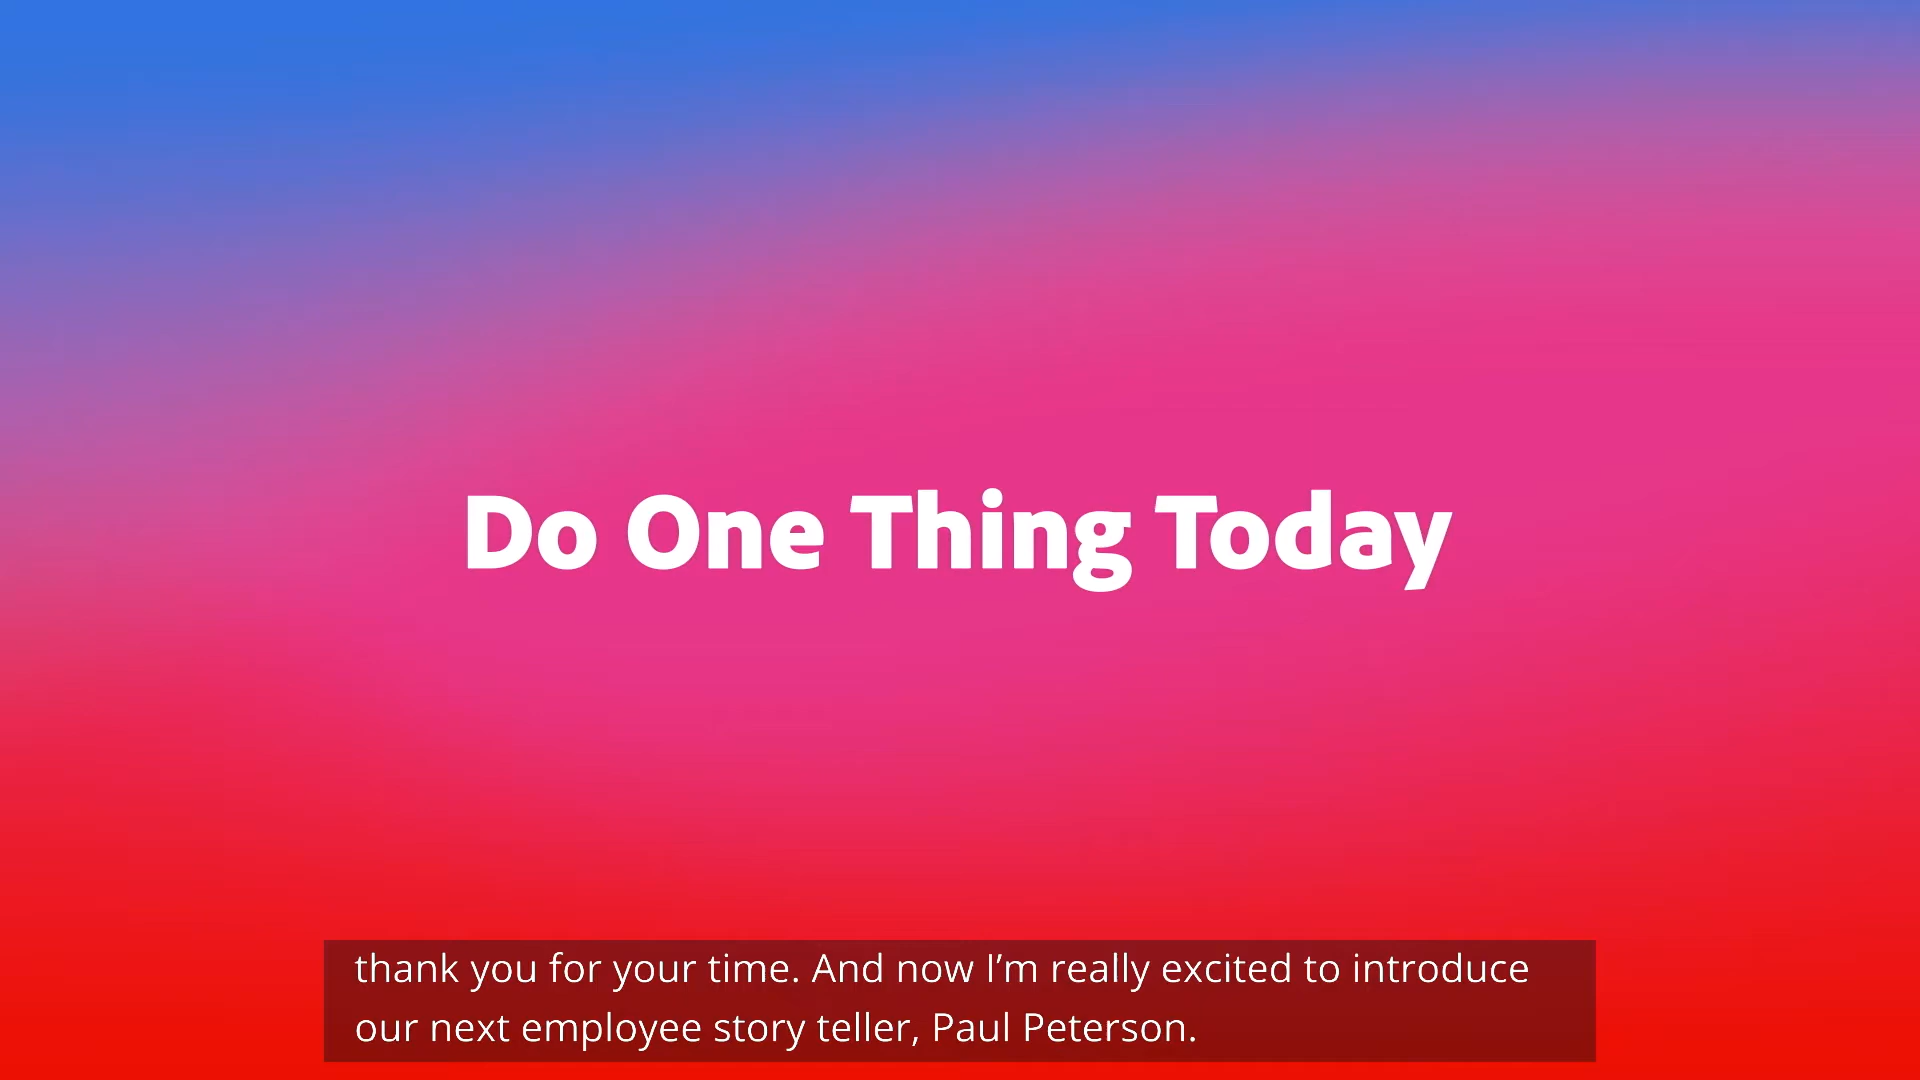 Do One Thing Today
thank you for your time. And now I’m really excited to introduce
our next employee story teller, Paul Peterson.